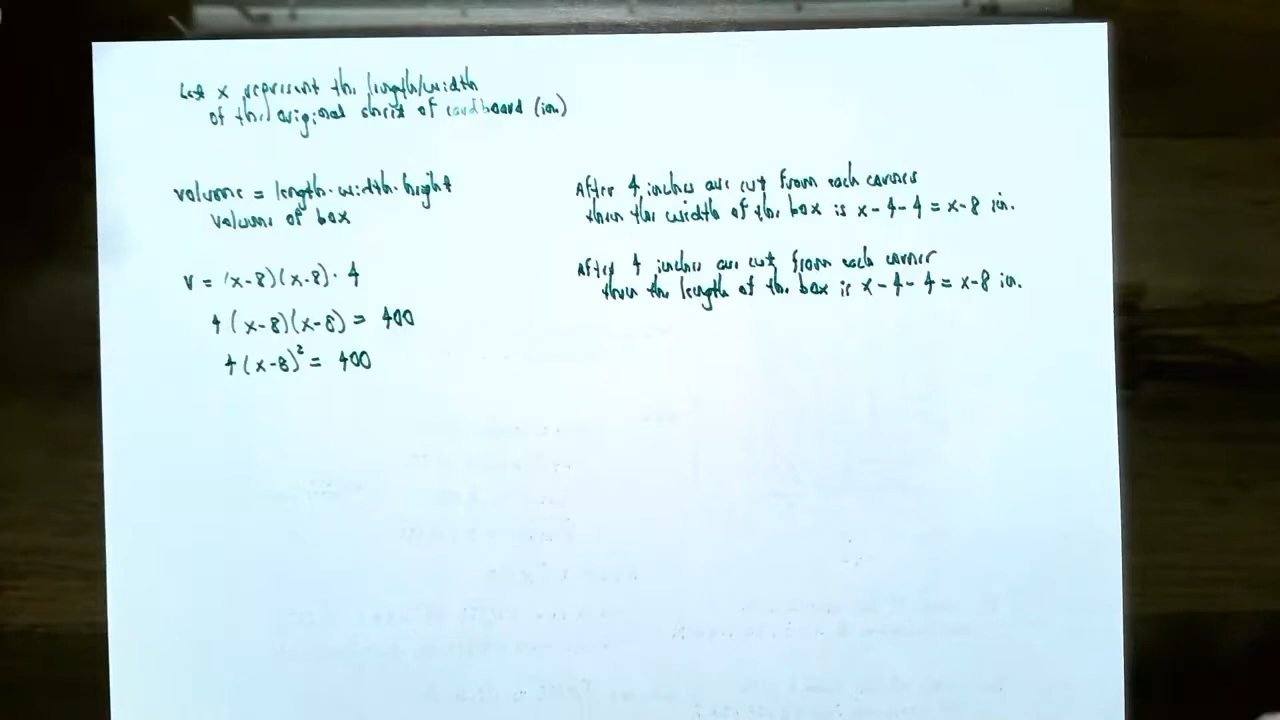 Let x represent the length/width
of the original sheet of cardboard (in)
volume = length·width·height
volume of box
V = (x-8)(x-8)·4
4(x-8)(x-8) = 400
4(x-8)² = 400
After 4 inches are cut from each corner
then the width of the box is x-4-4 = x-8 in.
After 4 inches are cut from each corner
then the length of the box is x-4-4 = x-8 in.